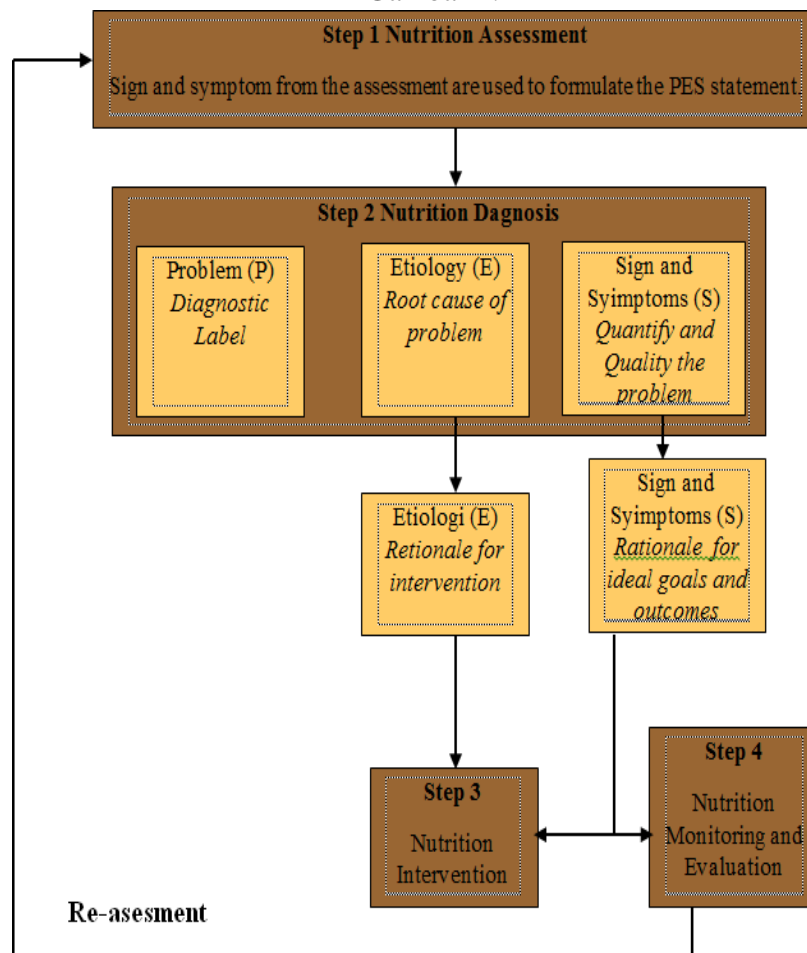 Step 1 Nutrition Assessment
Sign and symptom from the assessment are used to formulate the PES statement.
Step 2 Nutrition Dagnosis
Problem (P)
Diagnostic
Label
Etiology (E)
Root cause of
problem
Sign and
Syimptoms (S)
Quantify and
Quality the
problem
Etiologi (E)
Retionale for
intervention
Sign and
Syimptoms (S)
Rationale for
ideal goals and
outcomes
Step 3
Nutrition
Intervention
Step 4
Nutrition
Monitoring and
Evaluation
Re-asesment